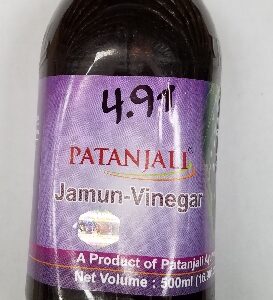 4.91
PATANJALI®
Jamun-Vinegar
A Product of Patanjali
Net Volume : 500ml